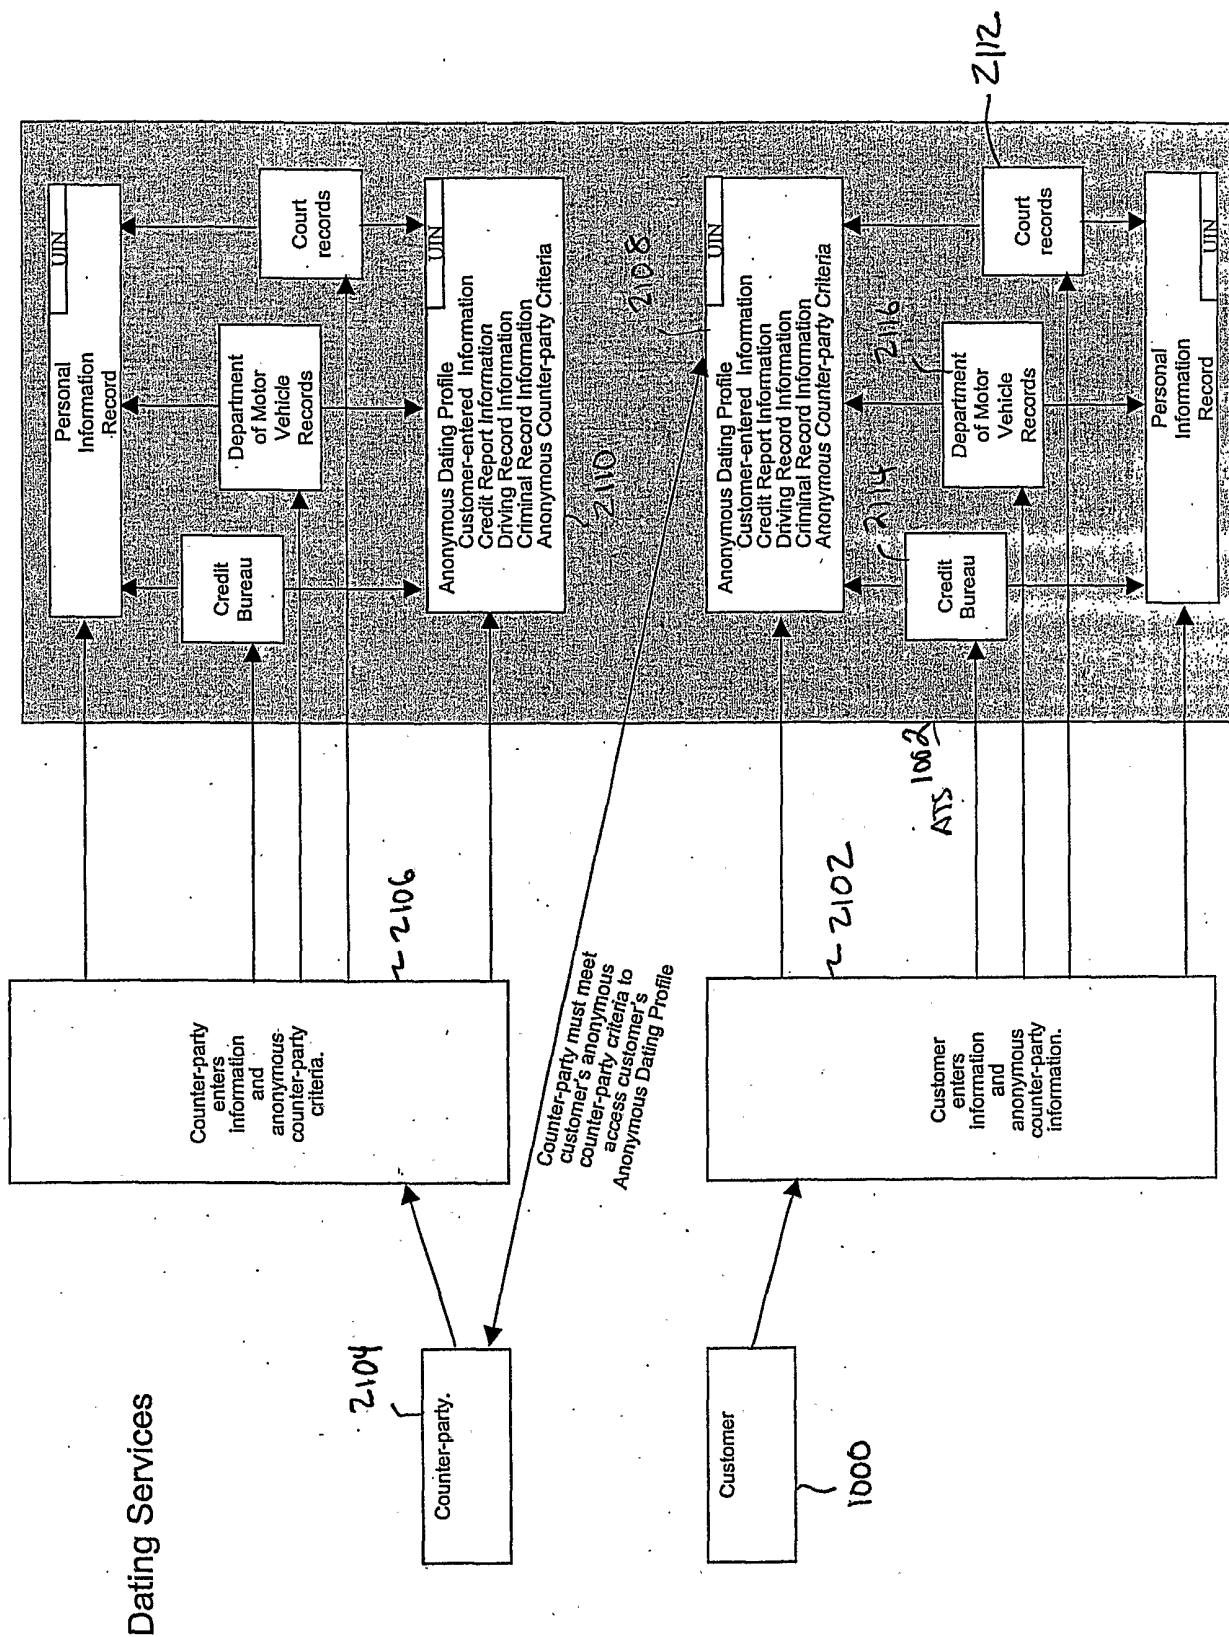 Dating Services
Counter-party.
2104
Customer
1000
Counter-party
enters
information
and
anonymous
counter-party
criteria.
2106
Counter-party must meet
customer's anonymous
counter-party criteria to
access customer's
Anonymous Dating Profile
Customer
enters
information
and
anonymous
counter-party
information.
2102
ATS 1002
Personal
Information
Record
UIN
Credit
Bureau
Department
of Motor
Vehicle
Records
Court
records
Anonymous Dating Profile
Customer-entered Information
Credit Report Information
Driving Record Information
Criminal Record Information
Anonymous Counter-party Criteria
UIN
2110
2108
Anonymous Dating Profile
Customer-entered Information
Credit Report Information
Driving Record Information
Criminal Record Information
Anonymous Counter-party Criteria
UIN
2114
Credit
Bureau
2116
Department
of Motor
Vehicle
Records
2112
Court
records
Personal
Information
Record
UIN